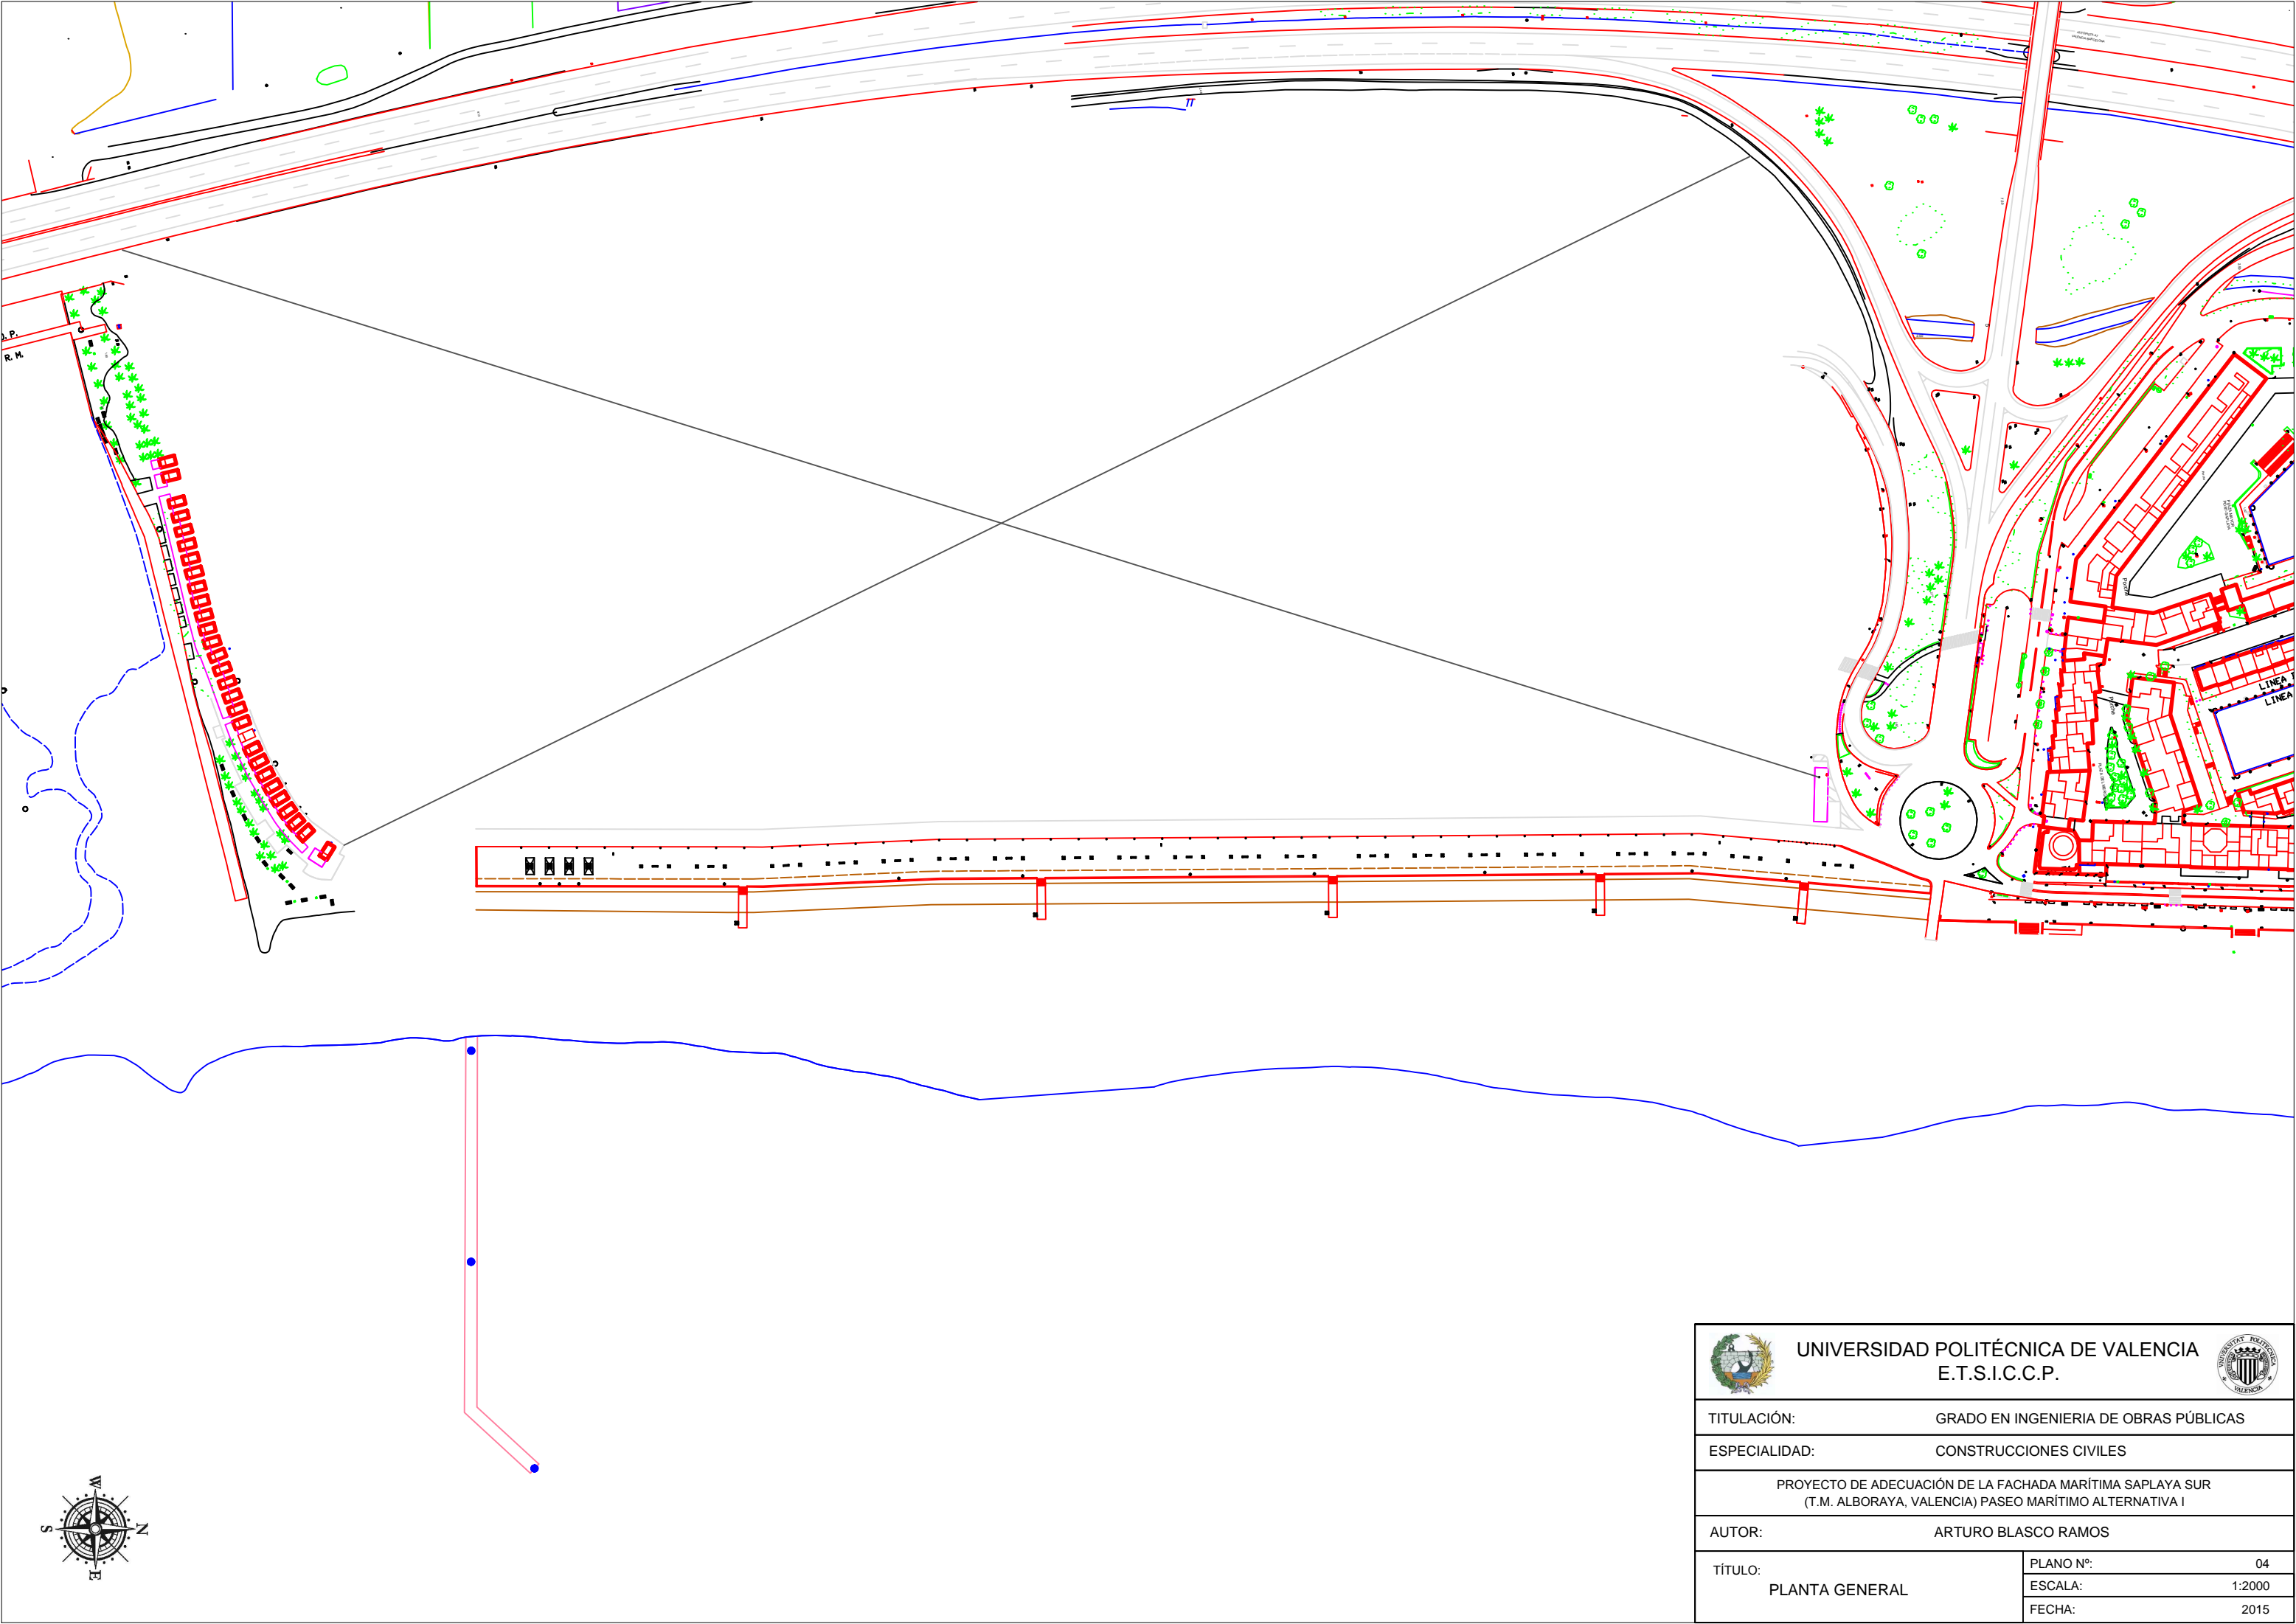 J. P.
R. M.
π
LINEA
LINEA
UNIVERSIDAD POLITÉCNICA DE VALENCIA
E.T.S.I.C.C.P.
TITULACIÓN: GRADO EN INGENIERIA DE OBRAS PÚBLICAS
ESPECIALIDAD: CONSTRUCCIONES CIVILES
PROYECTO DE ADECUACIÓN DE LA FACHADA MARÍTIMA SAPLAYA SUR
(T.M. ALBORAYA, VALENCIA) PASEO MARÍTIMO ALTERNATIVA I
AUTOR: ARTURO BLASCO RAMOS
TÍTULO:
PLANTA GENERAL
PLANO Nº: 04
ESCALA: 1:2000
FECHA: 2015
W
N
S
E